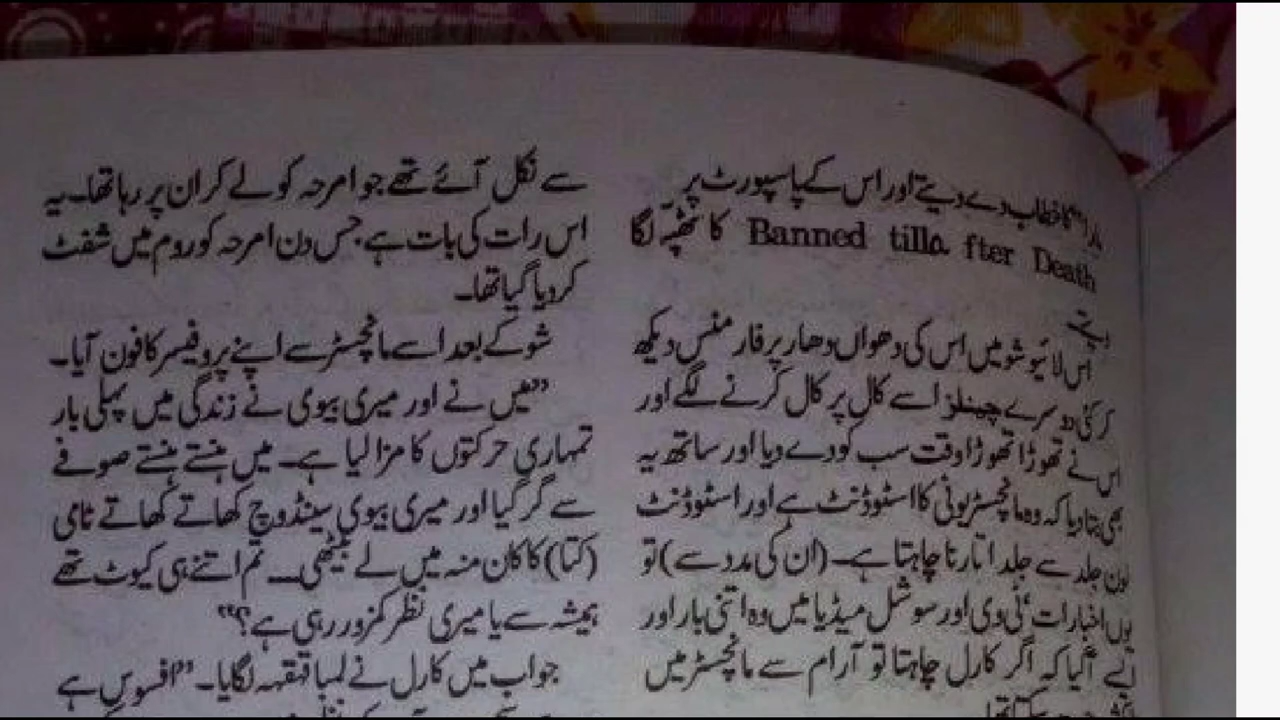 کا خطاب دے دیتے اور اس کے پاسپورٹ پر
Banned tilla fter Death کا ٹھپہ لگا
دیتے۔
اس لائیو شو میں اس کی دھواں دھار پرفارمنس دیکھ
کر کئی دوسرے چینلز اسے کال پر کال کرنے لگے اور
اس نے تھوڑا تھوڑا وقت سب کو دے دیا اور ساتھ یہ
بھی بتا دیا کہ وہ مانچسٹر یونی کا اسٹوڈنٹ ہے اور اسٹوڈنٹ
لون جلد سے جلد اتارنا چاہتا ہے۔ (ان کی مدد سے) تو
یوں اخبارات، ٹی وی اور سوشل میڈیا میں وہ اتنی بار اور
ایسے آ گیا کہ اگر کارل چاہتا تو آرام سے مانچسٹر میں
سے نکل آئے تھے جو امرحہ کو لے کر ان پر رہا تھا۔ یہ
اس رات کی بات ہے، جس دن امرحہ کو روم میں شفٹ
کر دیا گیا تھا۔
شو کے بعد اسے مانچسٹر سے اپنے پروفیسر کا فون آیا۔
”میں نے اور میری بیوی نے زندگی میں پہلی بار
تمہاری حرکتوں کا مزا لیا ہے۔ میں ہنستے ہنستے صوفے
سے گر گیا اور میری بیوی سینڈوچ کھاتے کھاتے ٹامی
(کتا) کا کان منہ میں لے بیٹھی۔۔۔ تم اتنے ہی کیوٹ تھے
ہمیشہ سے یا میری نظر کمزور رہی ہے؟“
جواب میں کارل نے لمبا قہقہہ لگایا۔ ”افسوس ہے